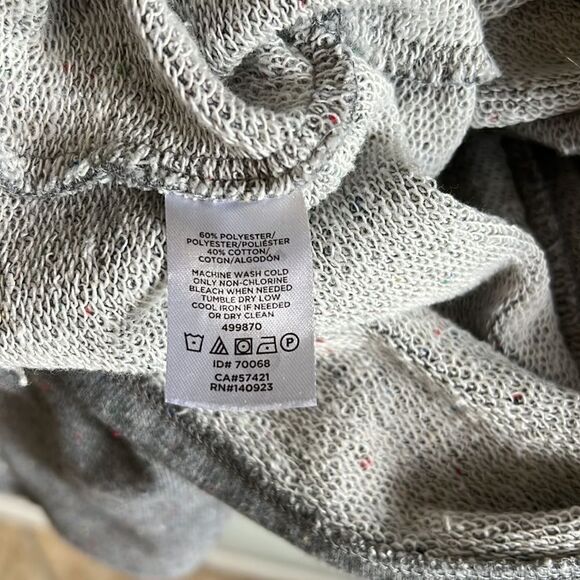 60% POLYESTER/
POLYESTER/POLIÉSTER
40% COTTON/
COTON/ALGODÓN
MACHINE WASH COLD
ONLY NON-CHLORINE
BLEACH WHEN NEEDED
TUMBLE DRY LOW
COOL IRON IF NEEDED
OR DRY CLEAN
499870
P
ID# 70068
CA#57421
RN#140923